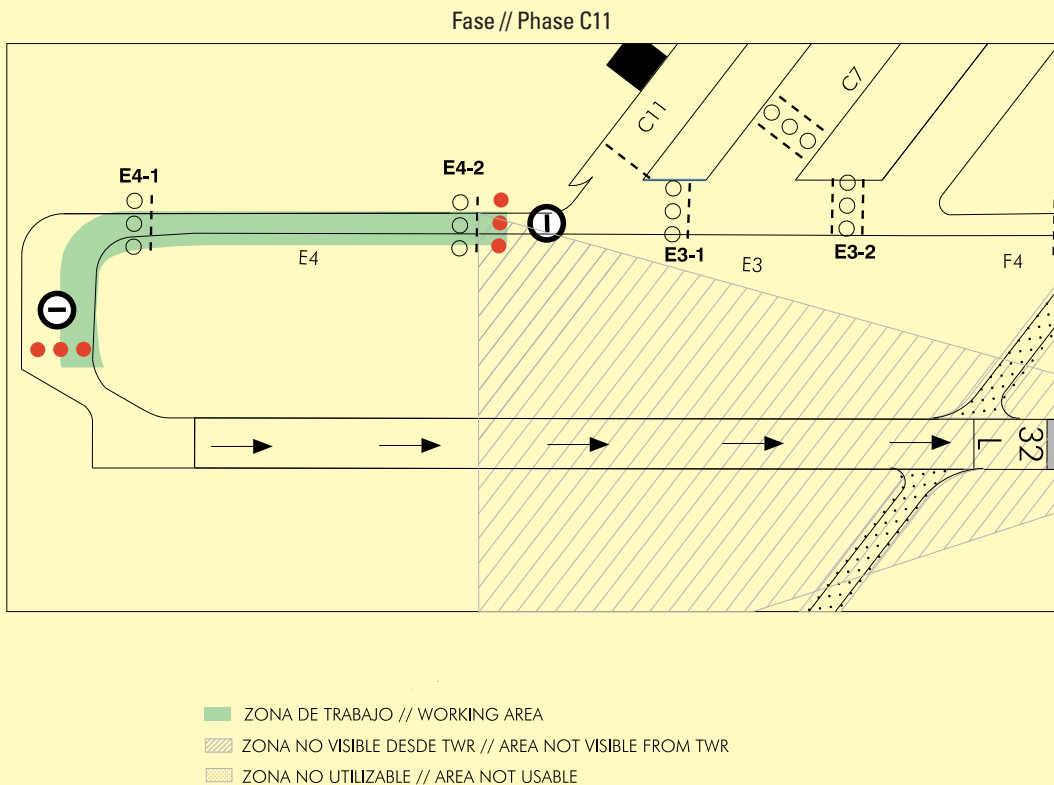 Fase // Phase C11
C7
C11
E4-2
E4-1
E3-1
E3-2
E4
E3
F4
32
L
ZONA DE TRABAJO // WORKING AREA
ZONA NO VISIBLE DESDE TWR // AREA NOT VISIBLE FROM TWR
ZONA NO UTILIZABLE // AREA NOT USABLE